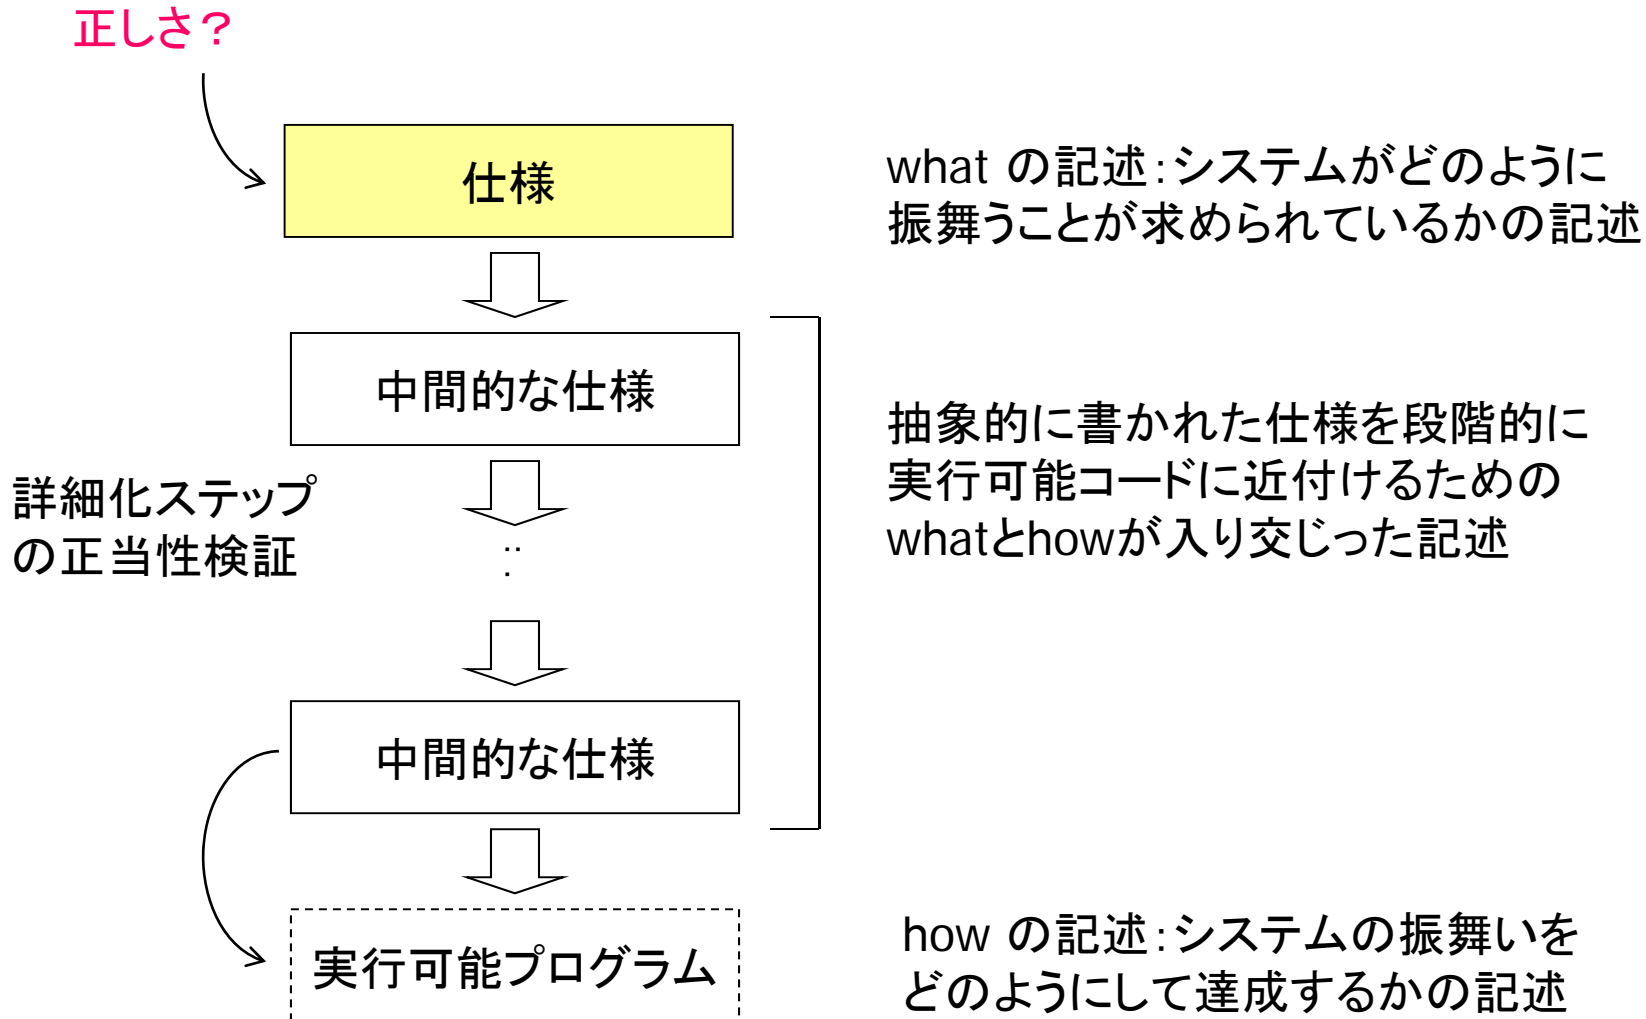 正しさ？
仕様
what の記述：システムがどのように
振舞うことが求められているかの記述
中間的な仕様
抽象的に書かれた仕様を段階的に
実行可能コードに近付けるための
whatとhowが入り交じった記述
詳細化ステップ
の正当性検証
中間的な仕様
実行可能プログラム
how の記述：システムの振舞いを
どのようにして達成するかの記述